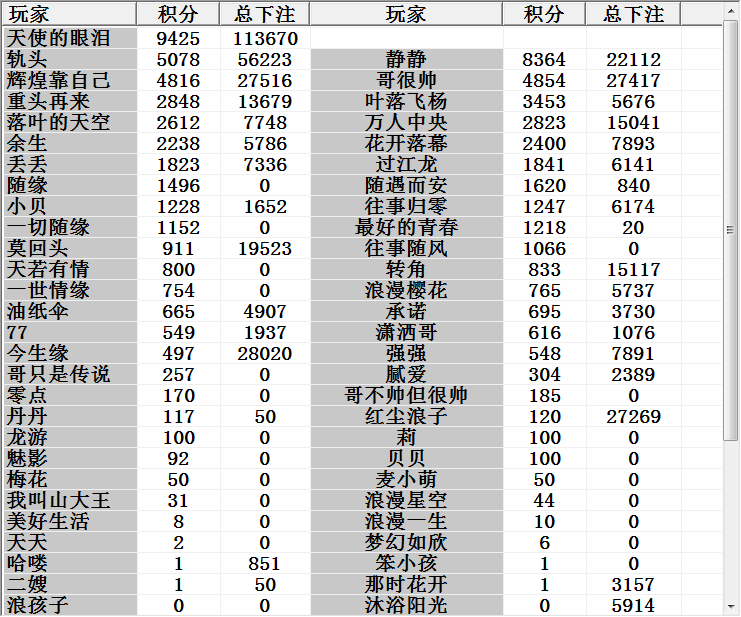 玩家 积分 总下注 玩家 积分 总下注
天使的眼泪 9425 113670
轨头 5078 56223 静静 8364 22112
辉煌靠自己 4816 27516 哥很帅 4854 27417
重头再来 2848 13679 叶落飞杨 3453 5676
落叶的天空 2612 7748 万人中央 2823 15041
余生 2238 5786 花开落幕 2400 7893
丢丢 1823 7336 过江龙 1841 6141
随缘 1496 0 随遇而安 1620 840
小贝 1228 1652 往事归零 1247 6174
一切随缘 1152 0 最好的青春 1218 20
莫回头 911 19523 往事随风 1066 0
天若有情 800 0 转角 833 15117
一世情缘 754 0 浪漫樱花 765 5737
油纸伞 665 4907 承诺 695 3730
77 549 1937 潇洒哥 616 1076
今生缘 497 28020 强强 548 7891
哥只是传说 257 0 腻爱 304 2389
零点 170 0 哥不帅但很帅 185 0
丹丹 117 50 红尘浪子 120 27269
龙游 100 0 莉 100 0
魅影 92 0 贝贝 100 0
梅花 50 0 麦小萌 50 0
我叫山大王 31 0 浪漫星空 44 0
美好生活 8 0 浪漫一生 10 0
天天 2 0 梦幻如欣 6 0
哈喽 1 851 笨小孩 1 0
二嫂 1 50 那时花开 1 3157
浪孩子 0 0 沐浴阳光 0 5914